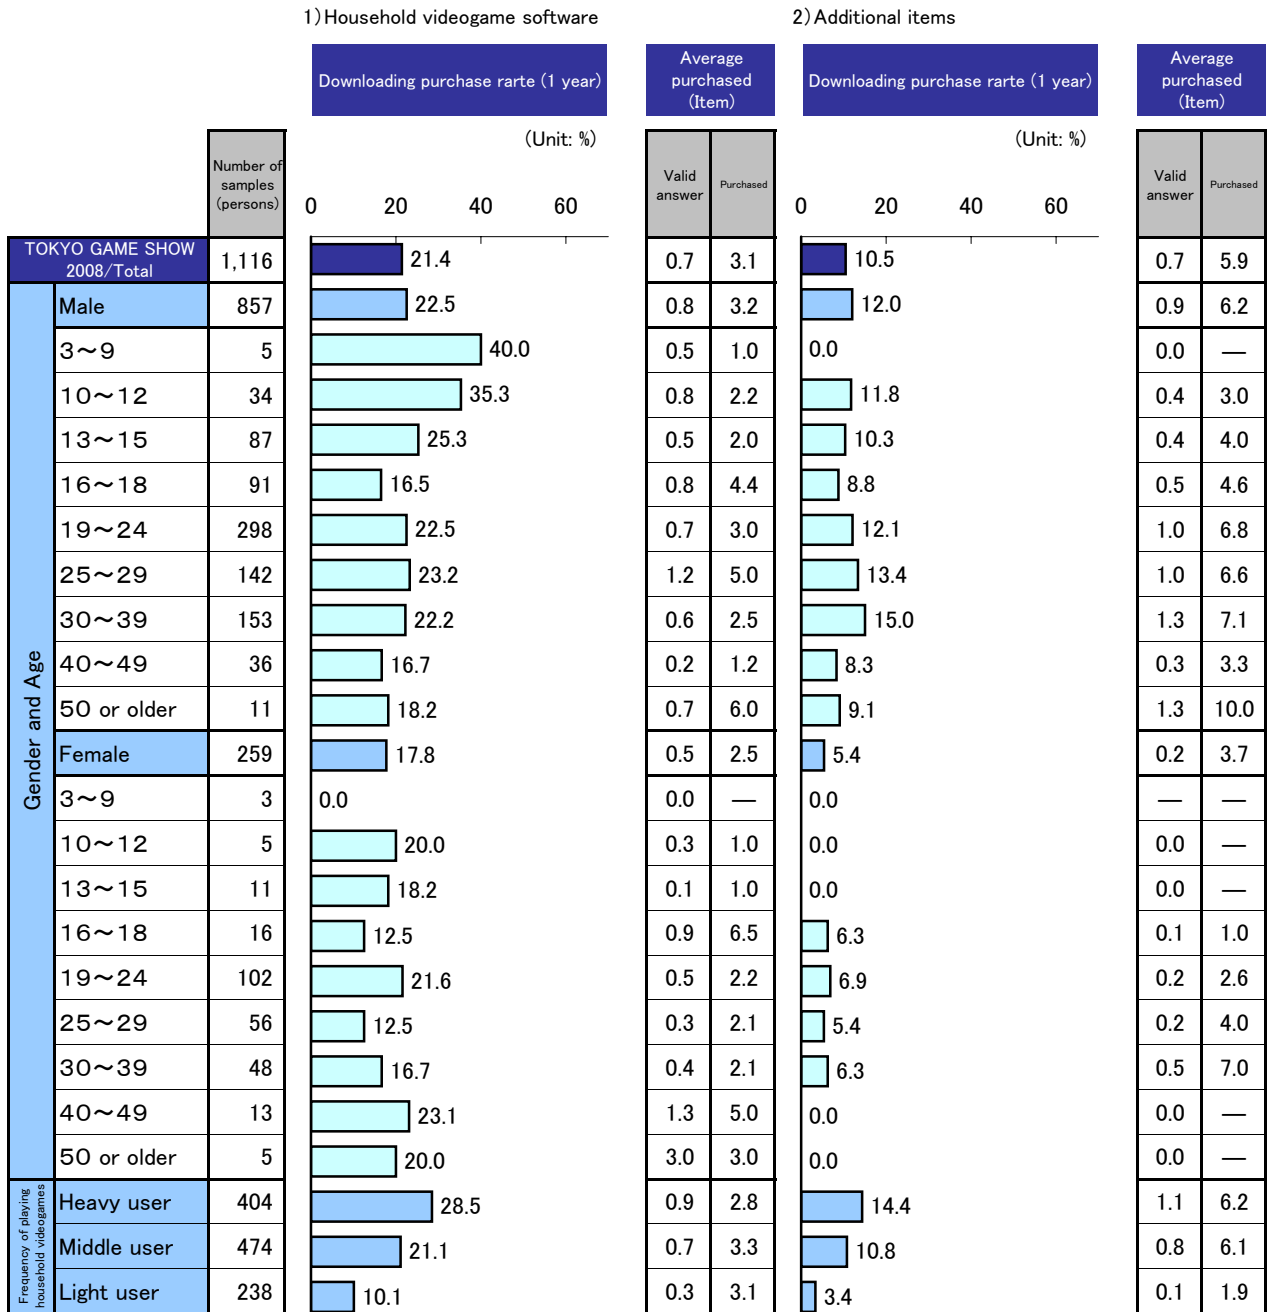 1)Household videogame software 2)Additional items
Downloading purchase rarte (1 year) Average Downloading purchase rarte (1 year) Average
purchased purchased
(Item) (Item)
(Unit: %) (Unit: %)
Number of samples (persons) 0 20 40 60 Valid answer Purchased 0 20 40 60 Valid answer Purchased
TOKYO GAME SHOW 2008/Total 1,116 21.4 0.7 3.1 10.5 0.7 5.9
Gender and Age
Male 857 22.5 0.8 3.2 12.0 0.9 6.2
3～9 5 40.0 0.5 1.0 0.0 0.0 —
10～12 34 35.3 0.8 2.2 11.8 0.4 3.0
13～15 87 25.3 0.5 2.0 10.3 0.4 4.0
16～18 91 16.5 0.8 4.4 8.8 0.5 4.6
19～24 298 22.5 0.7 3.0 12.1 1.0 6.8
25～29 142 23.2 1.2 5.0 13.4 1.0 6.6
30～39 153 22.2 0.6 2.5 15.0 1.3 7.1
40～49 36 16.7 0.2 1.2 8.3 0.3 3.3
50 or older 11 18.2 0.7 6.0 9.1 1.3 10.0
Female 259 17.8 0.5 2.5 5.4 0.2 3.7
3～9 3 0.0 0.0 — 0.0 — —
10～12 5 20.0 0.3 1.0 0.0 0.0 —
13～15 11 18.2 0.1 1.0 0.0 0.0 —
16～18 16 12.5 0.9 6.5 6.3 0.1 1.0
19～24 102 21.6 0.5 2.2 6.9 0.2 2.6
25～29 56 12.5 0.3 2.1 5.4 0.2 4.0
30～39 48 16.7 0.4 2.1 6.3 0.5 7.0
40～49 13 23.1 1.3 5.0 0.0 0.0 —
50 or older 5 20.0 3.0 3.0 0.0 0.0 —
Frequency of playing
household videogames
Heavy user 404 28.5 0.9 2.8 14.4 1.1 6.2
Middle user 474 21.1 0.7 3.3 10.8 0.8 6.1
Light user 238 10.1 0.3 3.1 3.4 0.1 1.9